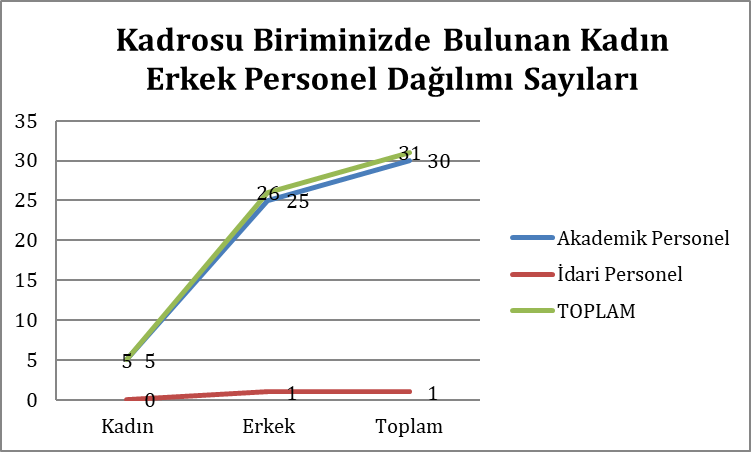 Kadrosu Biriminizde Bulunan Kadın
Erkek Personel Dağılımı Sayıları
35
30
25
20
15
10
5
0
5 5
0
26 25
1
31 30
1
Kadın Erkek Toplam
Akademik Personel
İdari Personel
TOPLAM